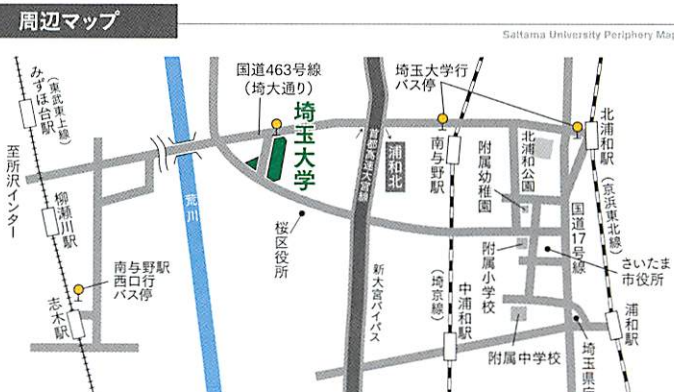 周辺マップ
Saitama University Periphery Map
みずほ台駅
(東武東上線)
至所沢インター
柳瀬川駅
志木駅
南与野駅
西口行
バス停
荒川
国道463号線
(埼大通り)
埼玉大学
桜区役所
首都高速大宮線
浦和北
新大宮バイパス
埼玉大学行
バス停
南与野駅
(埼京線)
中浦和駅
附属幼稚園
北浦和公園
附属小学校
附属中学校
国道17号線
北浦和駅
(京浜東北線)
さいたま
市役所
浦和駅
埼玉県